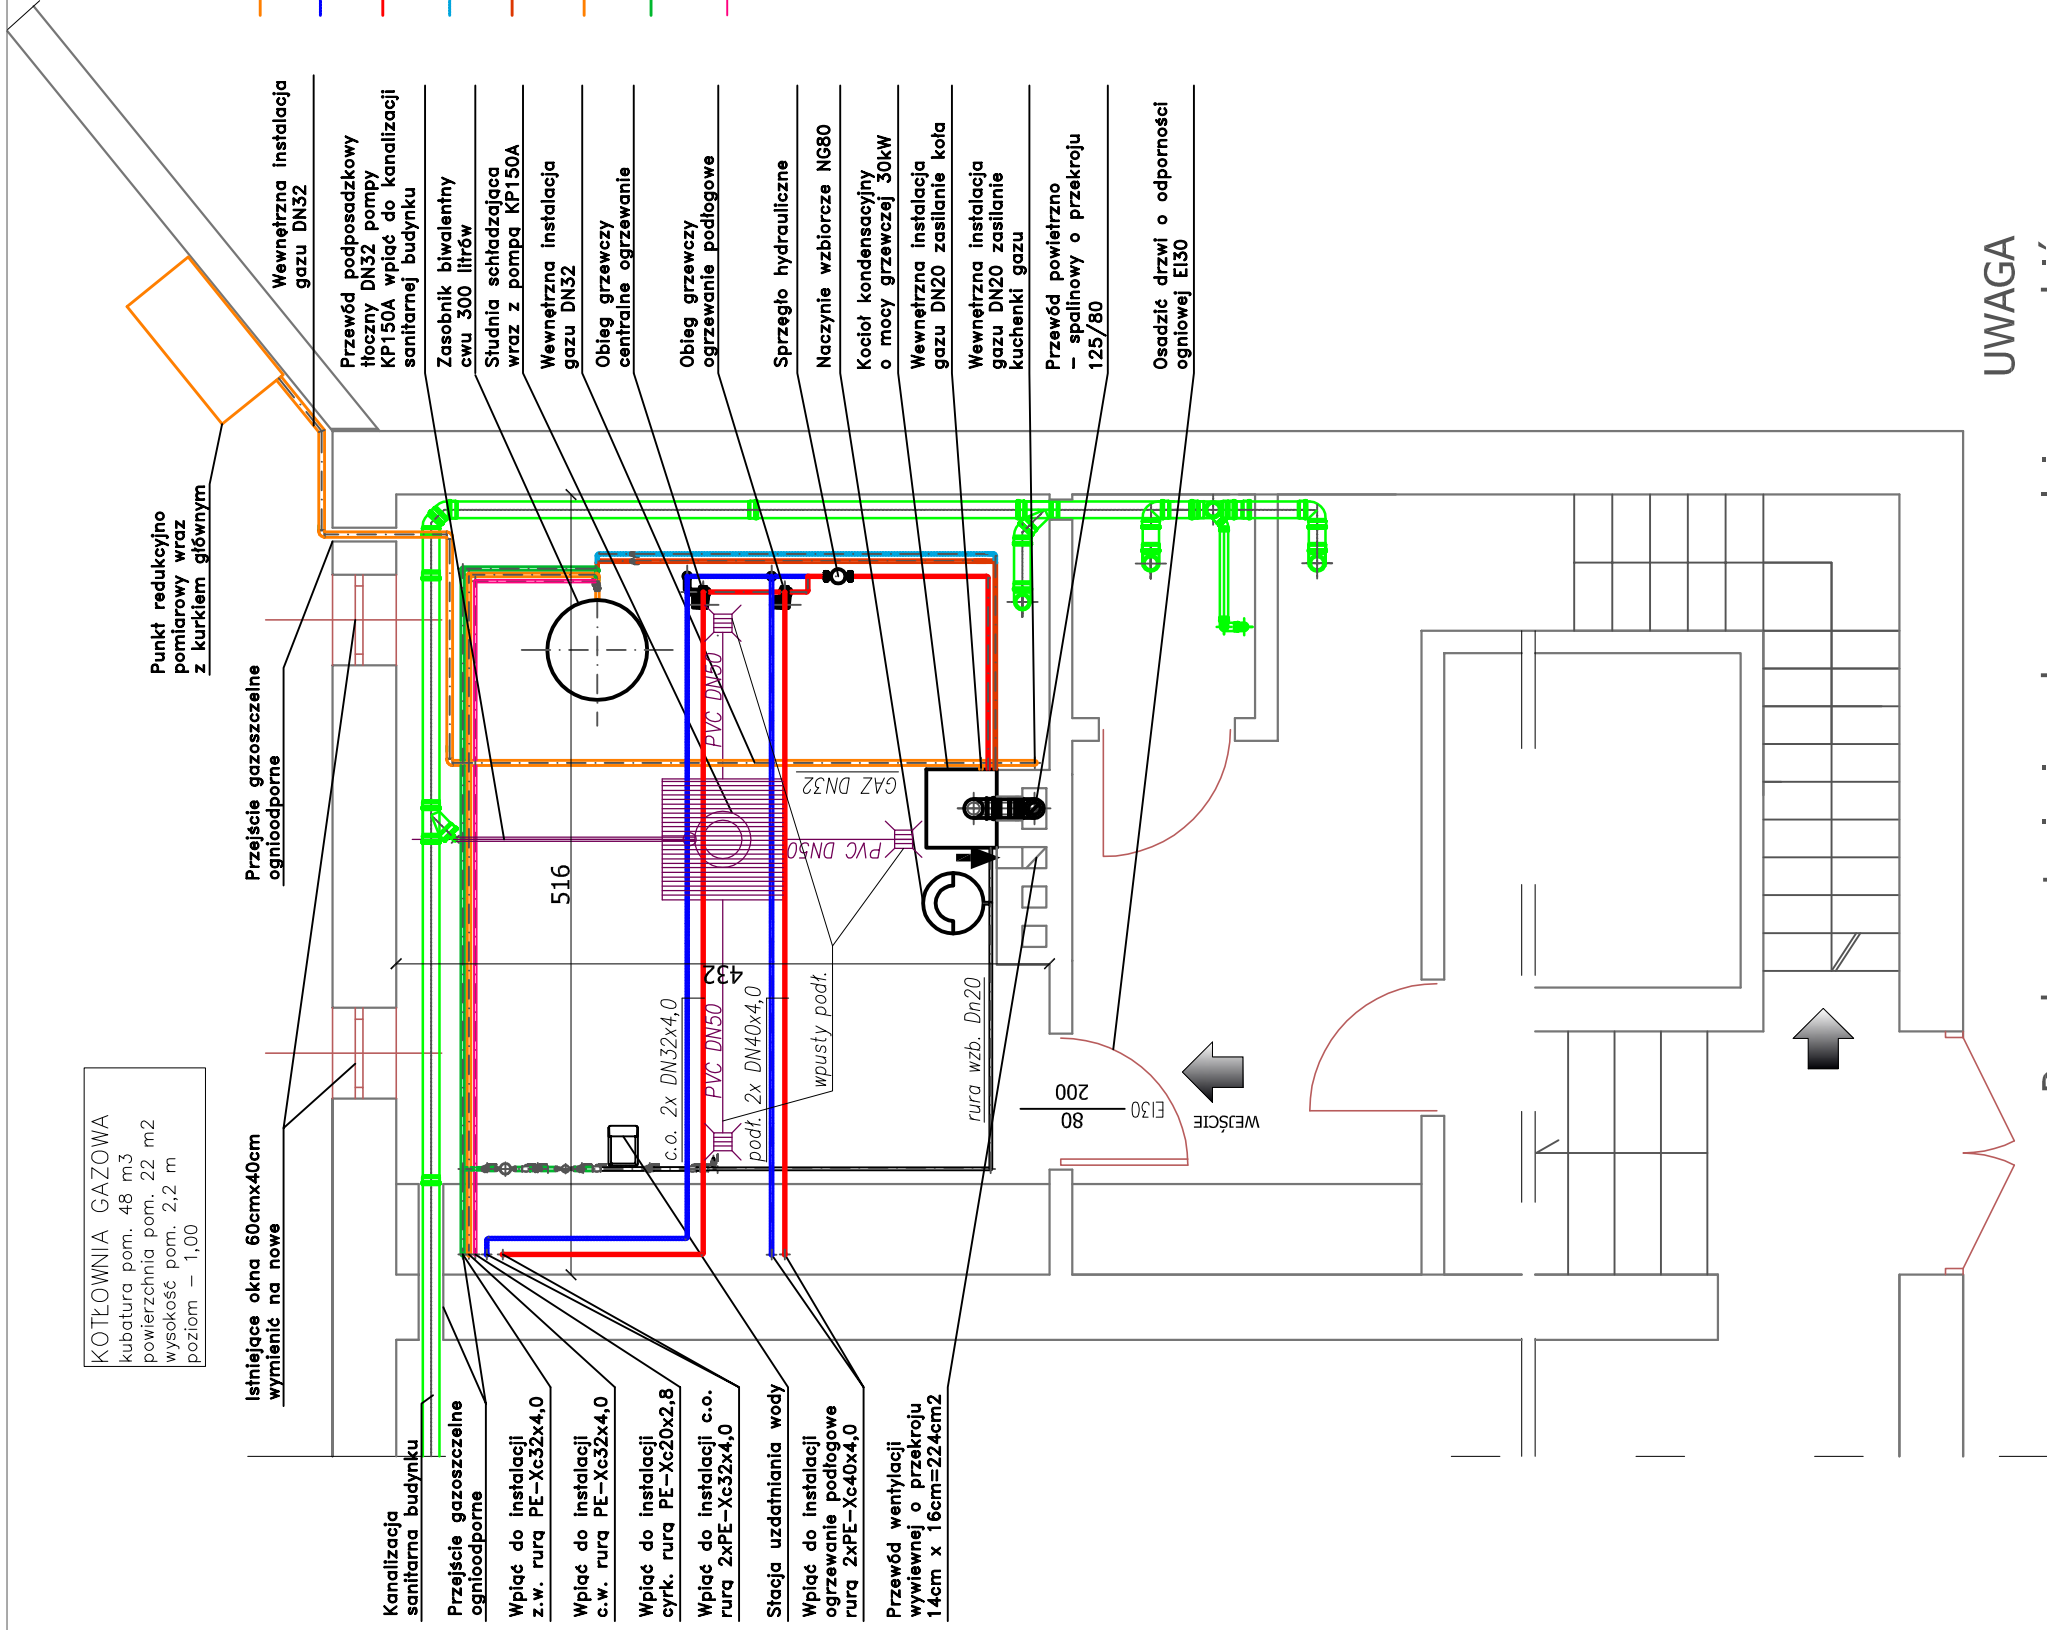 KOTŁOWNIA GAZOWA
kubatura pom. 48 m3
powierzchnia pom. 22 m2
wysokość pom. 2,2 m
poziom – 1,00
Punkt redukcyjno
pomiarowy wraz
z kurkiem głównym
Przejście gazoszczelne
ognioodporne
Istniejące okna 60cmx40cm
wymienić na nowe
Wewnętrzna instalacja
gazu DN32
Przewód podposadzkowy
tłoczny DN32 pompy
KP150A wpiąć do kanalizacji
sanitarnej budynku
Zasobnik biwalentny
cwu 300 litrów
Studnia schładzająca
wraz z pompą KP150A
Wewnętrzna instalacja
gazu DN32
Obieg grzewczy
centralne ogrzewanie
Obieg grzewczy
ogrzewanie podłogowe
Sprzęgło hydrauliczne
Naczynie wzbiorcze NG80
Kocioł kondensacyjny
o mocy grzewczej 30kW
Wewnętrzna instalacja
gazu DN20 zasilanie koła
Wewnętrzna instalacja
gazu DN20 zasilanie
kuchenki gazu
Przewód powietrzno
– spalinowy o przekroju
125/80
Osadzić drzwi o odporności
ogniowej EI30
Kanalizacja
sanitarna budynku
Przejście gazoszczelne
ognioodporne
Wpiąć do instalacji
z.w. rurą PE–Xc32x4,0
Wpiąć do instalacji
c.w. rurą PE–Xc32x4,0
Wpiąć do instalacji
cyrk. rurą PE–Xc20x2,8
Wpiąć do instalacji c.o.
rurą 2xPE–Xc32x4,0
Stacja uzdatniania wody
Wpiąć do instalacji
ogrzewanie podłogowe
rurą 2xPE–Xc40x4,0
Przewód wentylacji
wywiewnej o przekroju
14cm x 16cm=224cm2
516
432
PVC DN50
GAZ DN32
PVC DN50
c.o. 2x DN32x4,0
PVC DN50
podł. 2x DN40x4,0
wpusty podł.
rura wzb. Dn20
80
200
EI30
WEJŚCIE
UWAGA